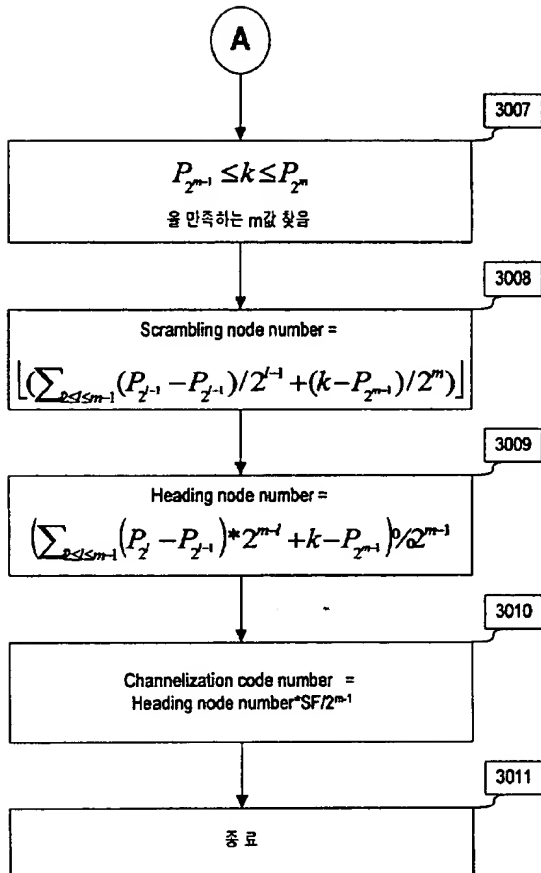 A
3007
P_{2^{m-1}} ≤ k ≤ P_{2^m}
을 만족하는 m값 찾음
3008
Scrambling node number =
⌊(∑_{2≤l≤m-1}(P_{2^{l-1}} − P_{2^{l-1}})/2^{l-1} + (k−P_{2^{m-1}})/2^m)⌋
3009
Heading node number =
(∑_{2≤l≤m-1}(P_{2^l} − P_{2^{l-1}})*2^{m-l} + k − P_{2^{m-1}})%2^{m-1}
3010
Channelization code number =
Heading node number*SF/2^{m-1}
3011
종료